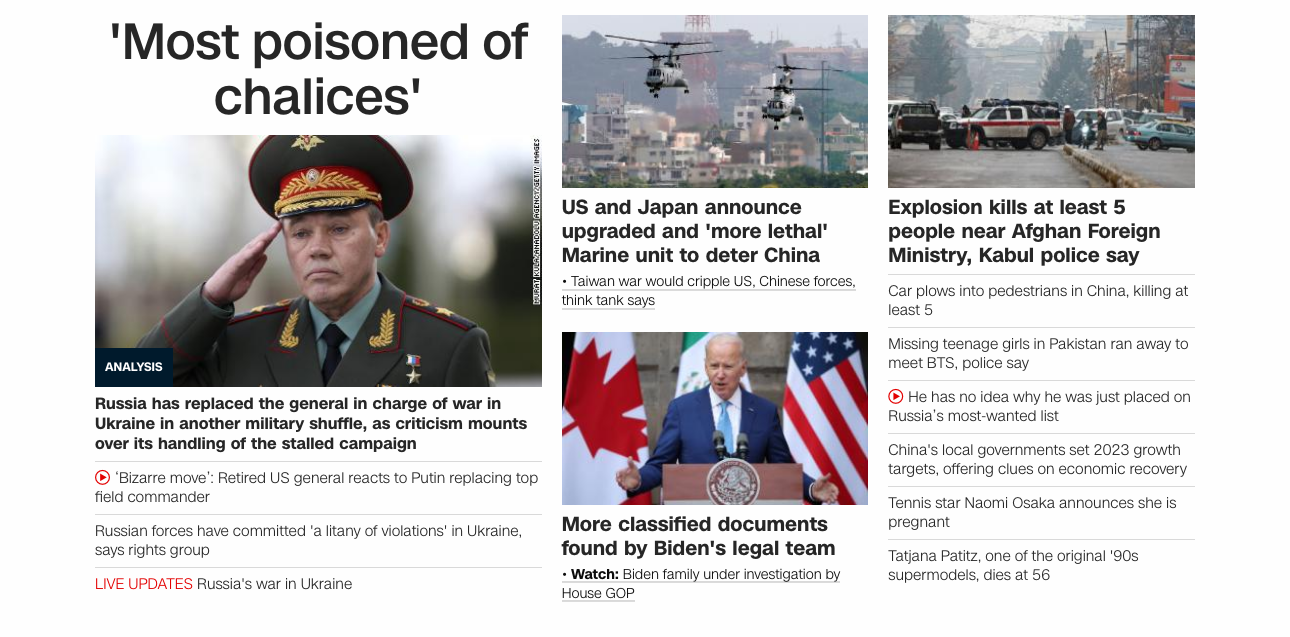 'Most poisoned of
chalices'
MURAT KULA/ANADOLU AGENCY/GETTY IMAGES
ANALYSIS
Russia has replaced the general in charge of war in
Ukraine in another military shuffle, as criticism mounts
over its handling of the stalled campaign
‘Bizarre move’: Retired US general reacts to Putin replacing top
field commander
Russian forces have committed 'a litany of violations' in Ukraine,
says rights group
LIVE UPDATES Russia's war in Ukraine
US and Japan announce
upgraded and 'more lethal'
Marine unit to deter China
• Taiwan war would cripple US, Chinese forces,
think tank says
More classified documents
found by Biden's legal team
• Watch: Biden family under investigation by
House GOP
Explosion kills at least 5
people near Afghan Foreign
Ministry, Kabul police say
Car plows into pedestrians in China, killing at
least 5
Missing teenage girls in Pakistan ran away to
meet BTS, police say
He has no idea why he was just placed on
Russia’s most-wanted list
China's local governments set 2023 growth
targets, offering clues on economic recovery
Tennis star Naomi Osaka announces she is
pregnant
Tatjana Patitz, one of the original '90s
supermodels, dies at 56